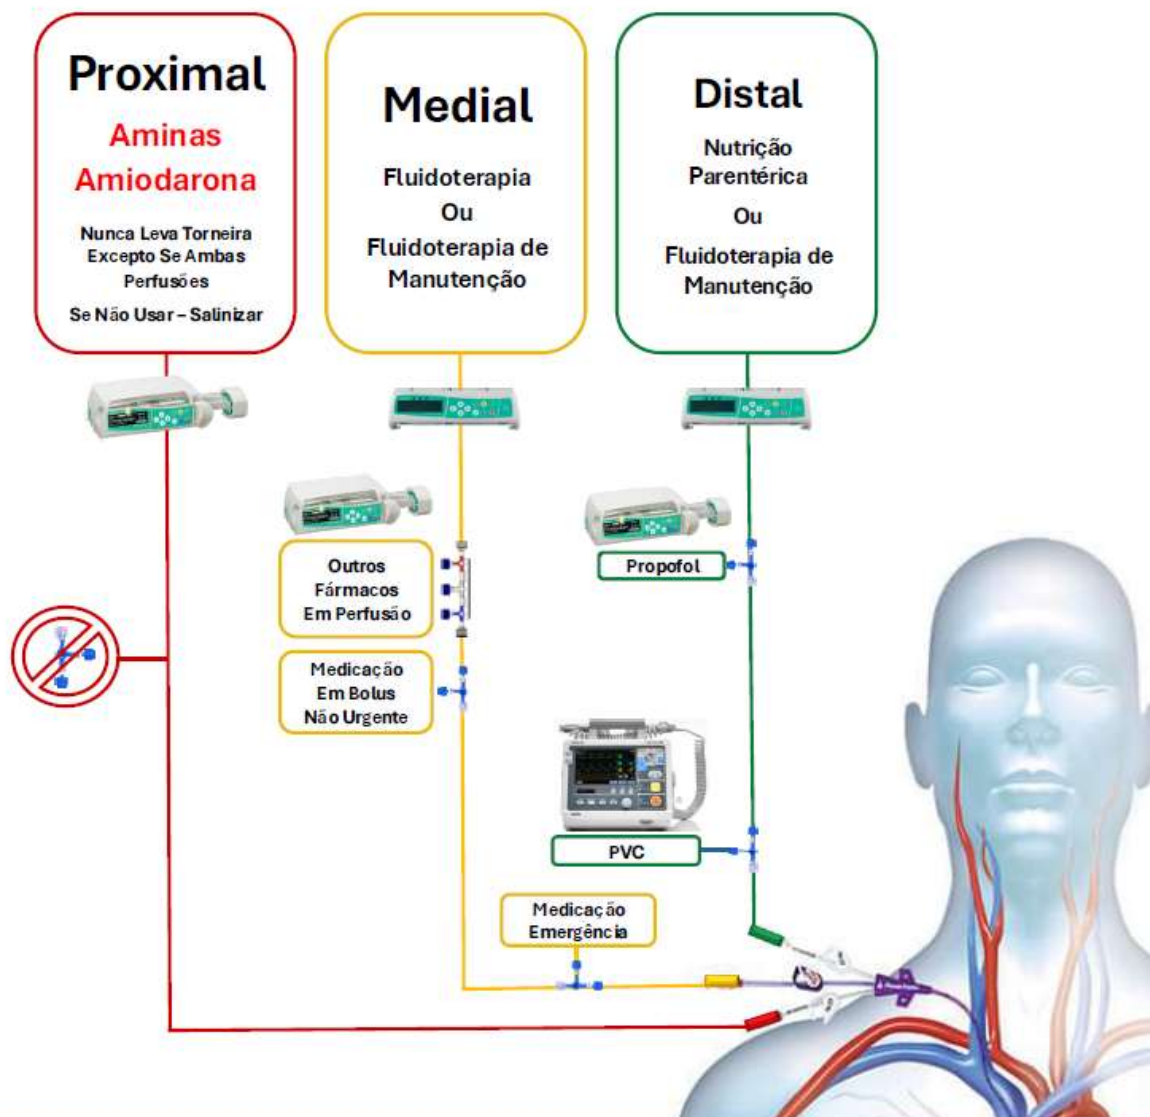 Proximal
Aminas
Amiodarona
Nunca Leva Torneira
Excepto Se Ambas
Perfusões
Se Não Usar – Salinizar
Medial
Fluidoterapia
Ou
Fluidoterapia de
Manutenção
Distal
Nutrição
Parentérica
Ou
Fluidoterapia de
Manutenção
Outros
Fármacos
Em Perfusão
Propofol
Medicação
Em Bolus
Não Urgente
PVC
Medicação
Emergência